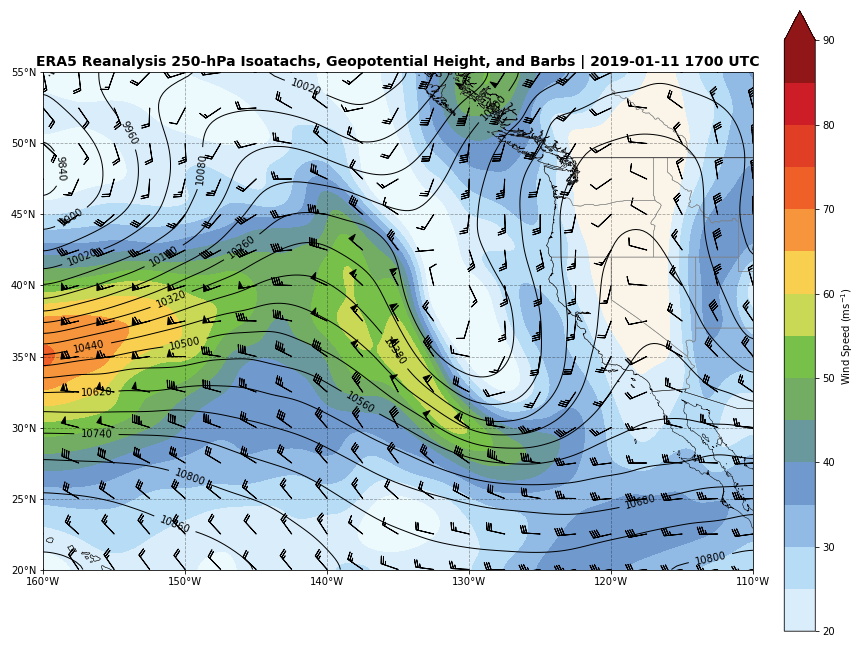 ERA5 Reanalysis 250-hPa Isoatachs, Geopotential Height, and Barbs | 2019-01-11 1700 UTC
90
80
70
60
50
40
30
20
Wind Speed (ms⁻¹)
55°N
50°N
45°N
40°N
35°N
30°N
25°N
20°N
160°W
150°W
140°W
130°W
120°W
110°W
10020
9960
9840
10080
9900
10020
10260
10320
10440
10500
10380
10620
10560
10740
10800
10680
10860
10800